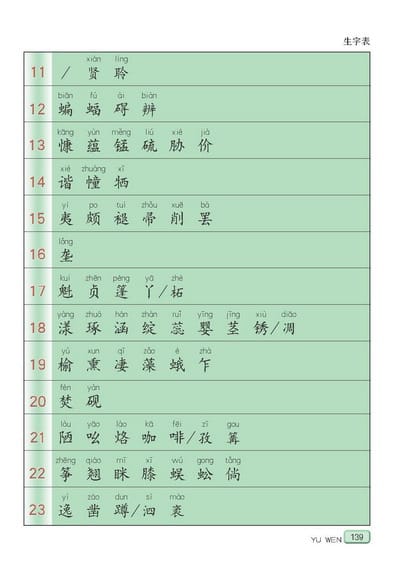 生字表
xián líng
11 / 贤 聆
biān fú ài biàn
12 蝙 蝠 碍 辨
kāng yùn měng liú xié jià
13 慷 蕴 锰 硫 胁 价
xié zhuàng xī
14 谐 幢 牺
yí pō tuì zhǒu xuē bà
15 夷 颇 褪 帚 削 罢
lǒng
16 垄
kuí zhēn péng yā zhè
17 魁 贞 篷 丫 / 柘
yàng zhuó hán zhàn ruǐ yīng jīng xiù diāo
18 漾 琢 涵 绽 蕊 婴 茎 锈 / 凋
yú xūn qī zǎo é zhà
19 榆 熏 凄 藻 蛾 乍
fén yàn
20 焚 砚
lòu yāo lào kā fēi zī gōu
21 陋 吆 烙 咖 啡 / 孜 篝
zhēng qiáo mī xī wú gōng tǎng
22 筝 翘 眯 膝 蜈 蚣 倘
yì záo dūn sì mào
23 逸 凿 蹲 / 泗 袤
YU WEN 139